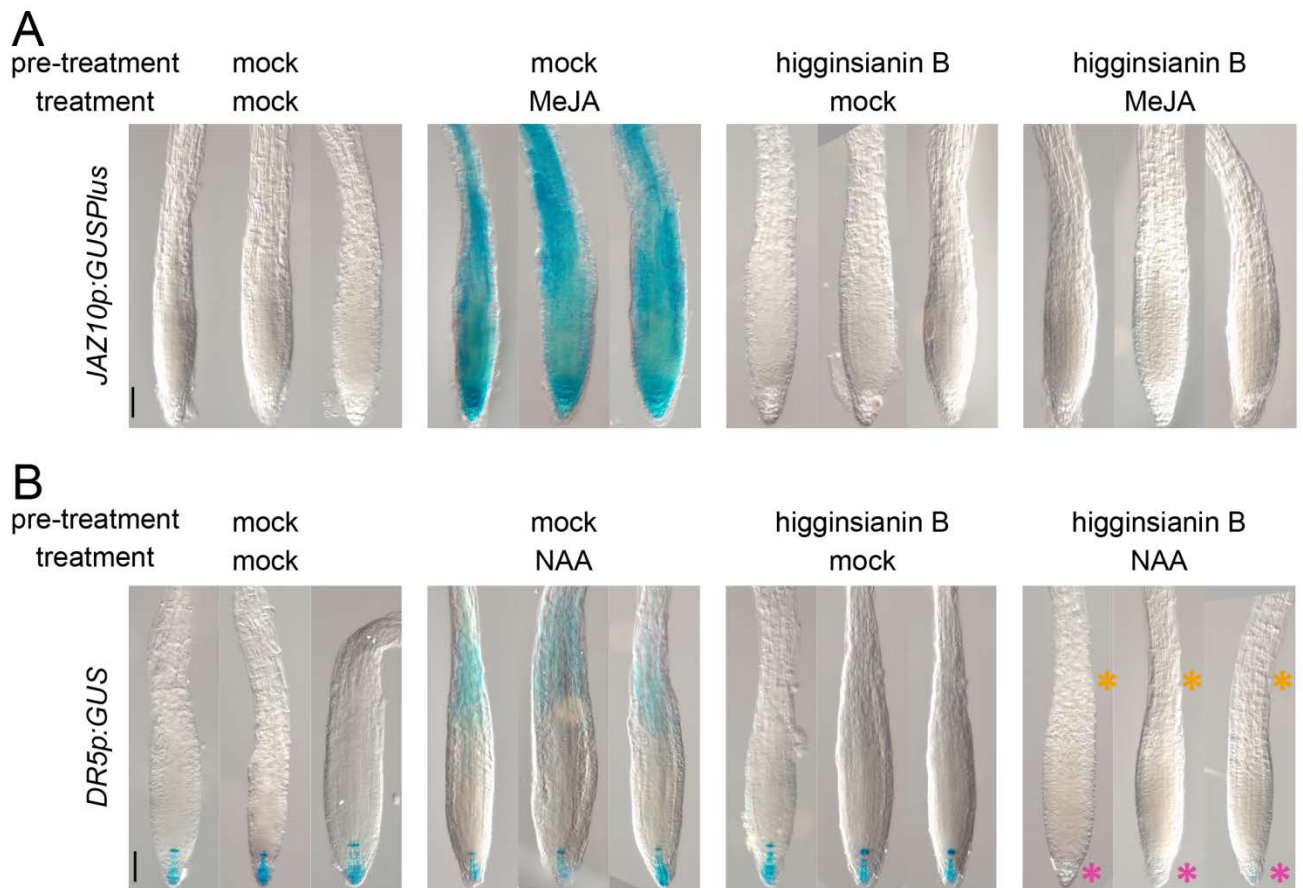 A
pre-treatment mock mock higginsianin B higginsianin B
treatment mock MeJA mock MeJA
JAZ10p:GUSPlus
B
pre-treatment mock mock higginsianin B higginsianin B
treatment mock NAA mock NAA
DR5p:GUS
* * *
* * *